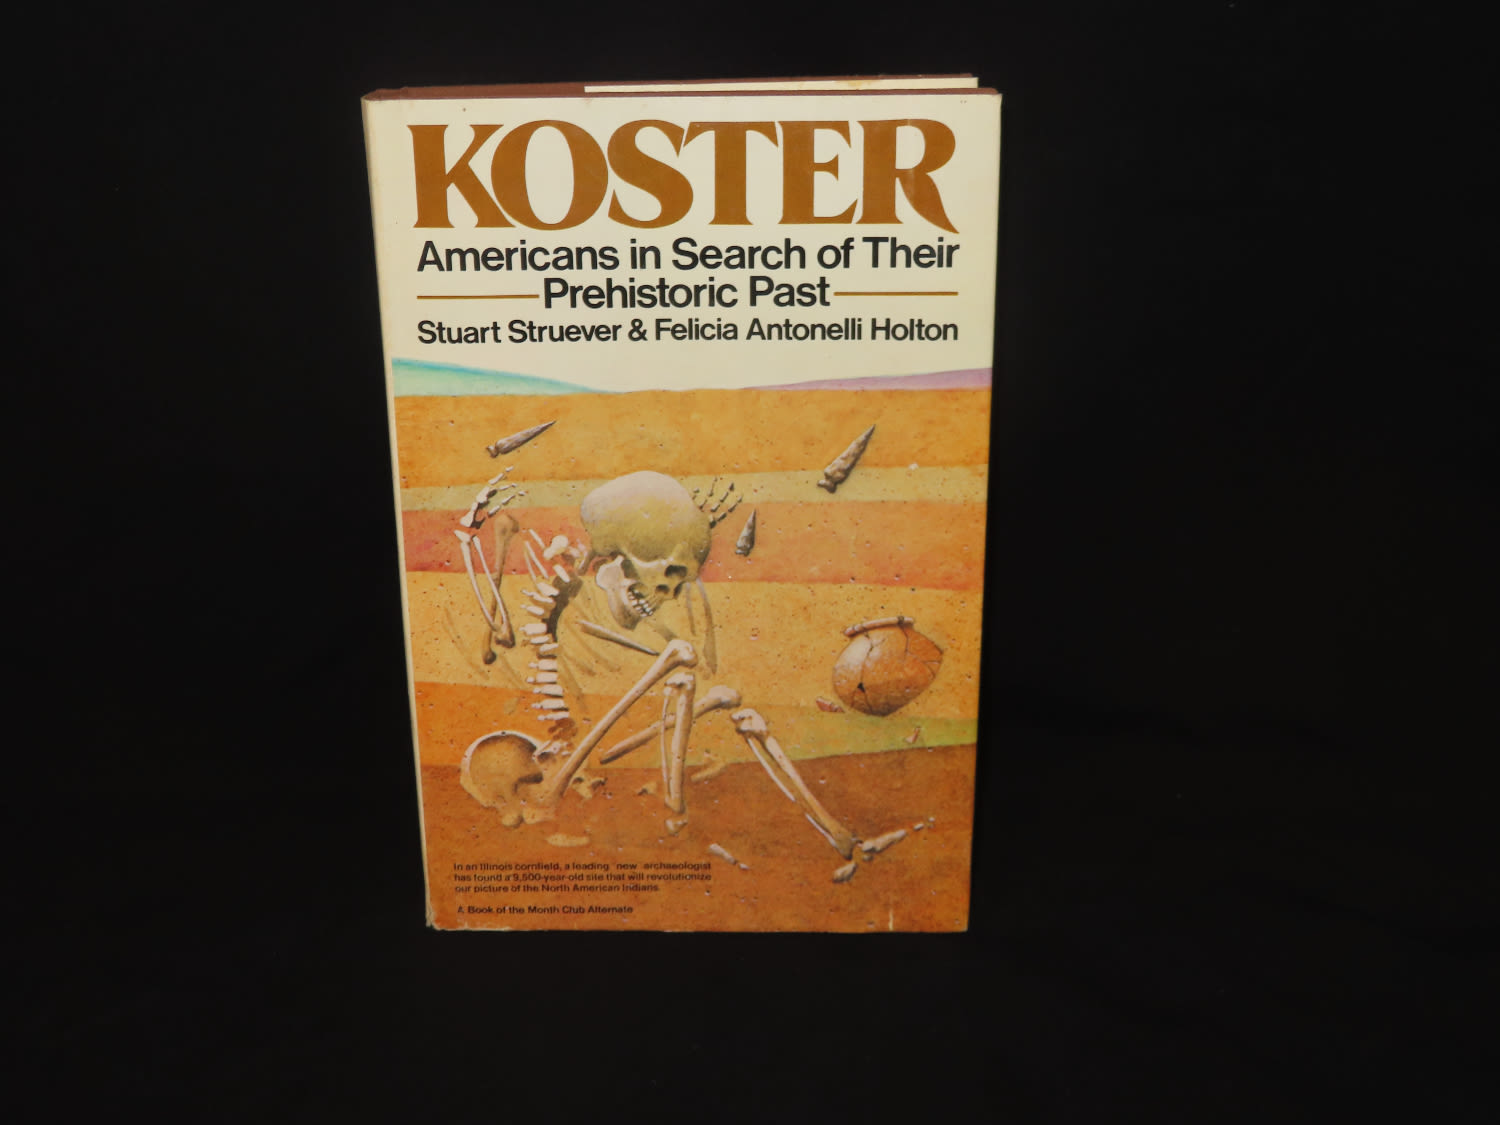 KOSTER
Americans in Search of Their
Prehistoric Past
Stuart Struever & Felicia Antonelli Holton
In an Illinois cornfield, a leading "new" archaeologist
has found a 9,500-year-old site that will revolutionize
our picture of the North American Indians.
A Book of the Month Club Alternate